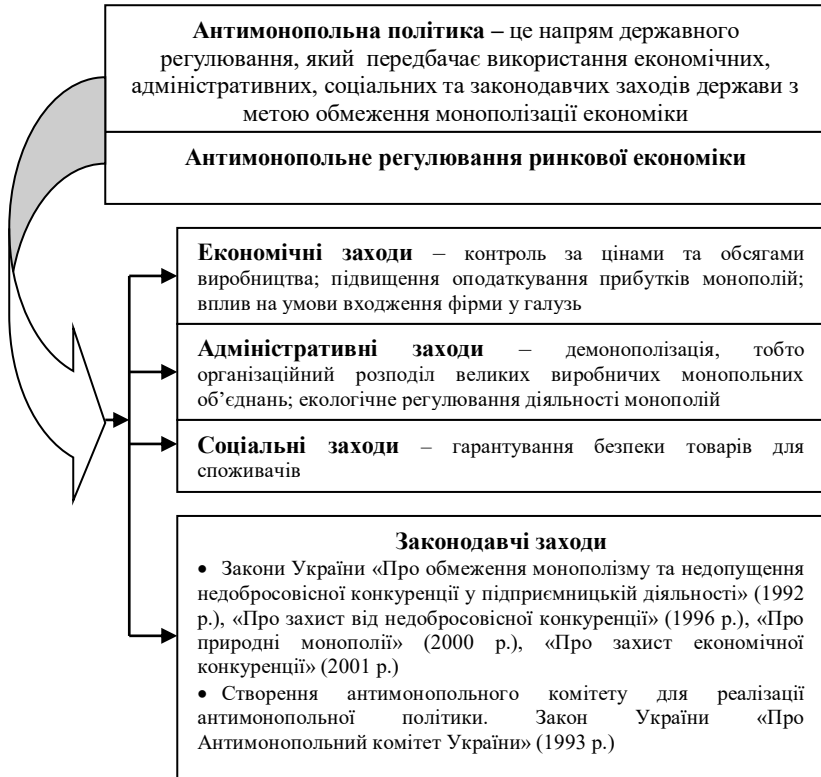 Антимонопольна політика – це напрям державного
регулювання, який передбачає використання економічних,
адміністративних, соціальних та законодавчих заходів держави з
метою обмеження монополізації економіки
Антимонопольне регулювання ринкової економіки
Економічні заходи – контроль за цінами та обсягами
виробництва; підвищення оподаткування прибутків монополій;
вплив на умови входження фірми у галузь
Адміністративні заходи – демонополізація, тобто
організаційний розподіл великих виробничих монопольних
об’єднань; екологічне регулювання діяльності монополій
Соціальні заходи – гарантування безпеки товарів для
споживачів
Законодавчі заходи
• Закони України «Про обмеження монополізму та недопущення
недобросовісної конкуренції у підприємницькій діяльності» (1992
р.), «Про захист від недобросовісної конкуренції» (1996 р.), «Про
природні монополії» (2000 р.), «Про захист економічної
конкуренції» (2001 р.)
• Створення антимонопольного комітету для реалізації
антимонопольної політики. Закон України «Про
Антимонопольний комітет України» (1993 р.)